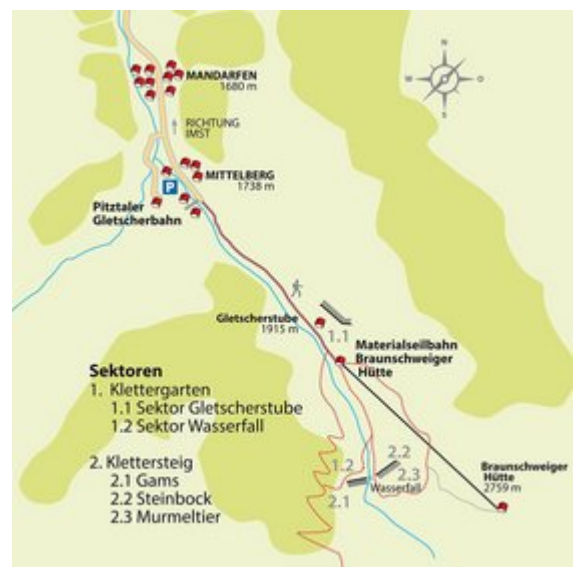 MANDARFEN
1680 m
RICHTUNG
IMST
N
W
O
S
MITTELBERG
1738 m
P
Pitztaler
Gletscherbahn
Gletscherstube
1915 m
1.1
Materialseilbahn
Braunschweiger
Hütte
Sektoren
1. Klettergarten
1.1 Sektor Gletscherstube
1.2 Sektor Wasserfall
2. Klettersteig
2.1 Gams
2.2 Steinbock
2.3 Murmeltier
1.2
2.2
2.3
2.1
Wasserfall
Braunschweiger
Hütte
2759 m